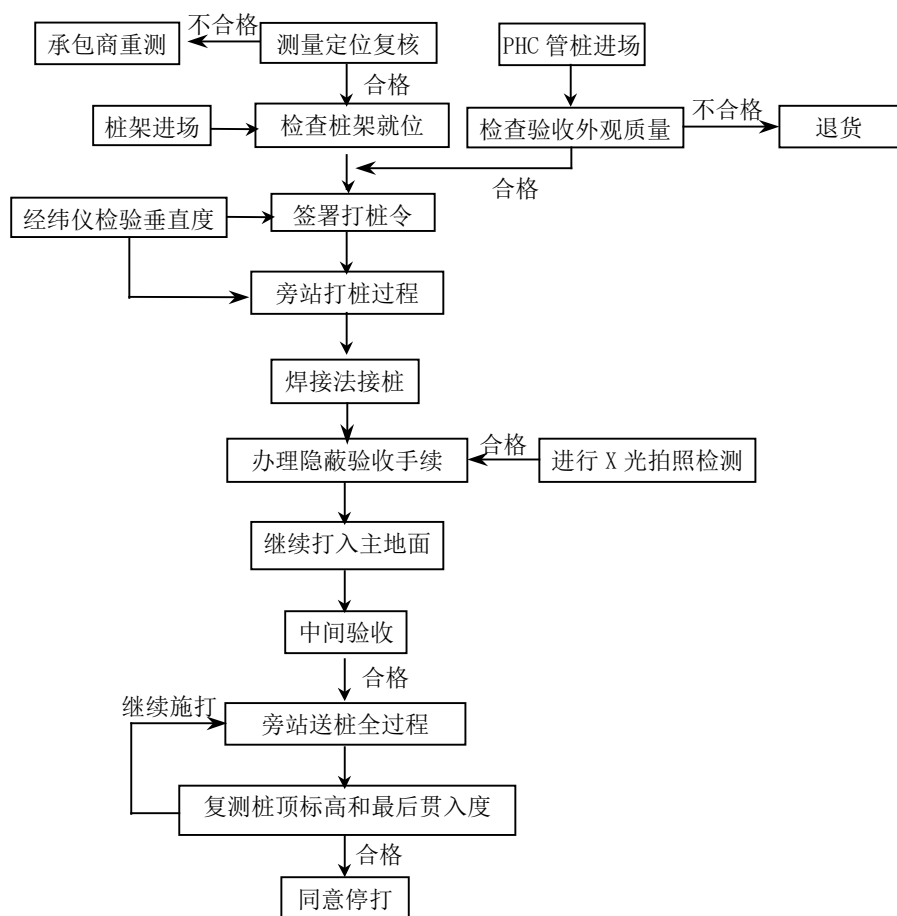 不合格
承包商重测
测量定位复核
PHC 管桩进场
合格
不合格
桩架进场
检查桩架就位
检查验收外观质量
退货
合格
经纬仪检验垂直度
签署打桩令
旁站打桩过程
焊接法接桩
合格
办理隐蔽验收手续
进行 X 光拍照检测
继续打入主地面
中间验收
合格
继续施打
旁站送桩全过程
复测桩顶标高和最后贯入度
合格
同意停打